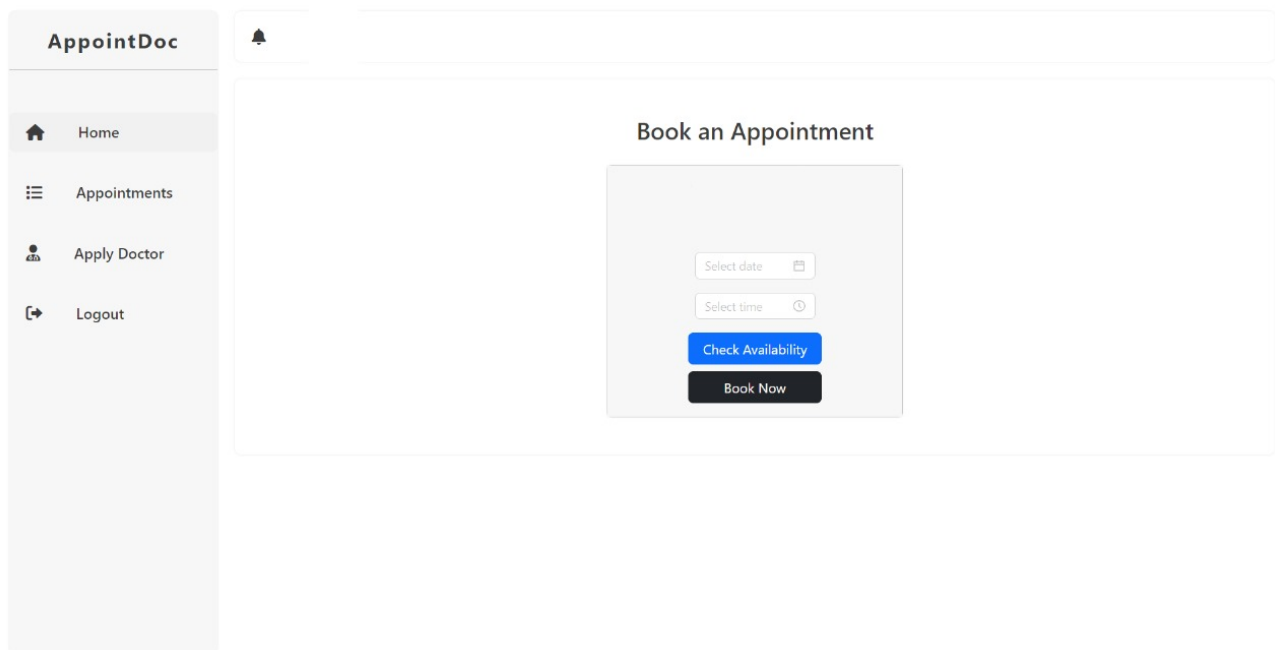 AppointDoc
Home
Appointments
Apply Doctor
Logout
Book an Appointment
Select date
Select time
Check Availability
Book Now